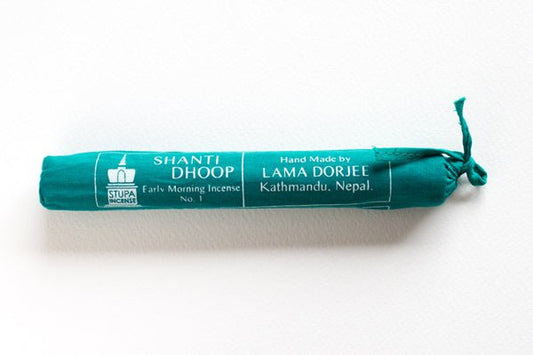 STUPA
INCENSE
SHANTI
DHOOP
Early Morning Incense
No. 1
Hand Made by
LAMA DORJEE
Kathmandu, Nepal.